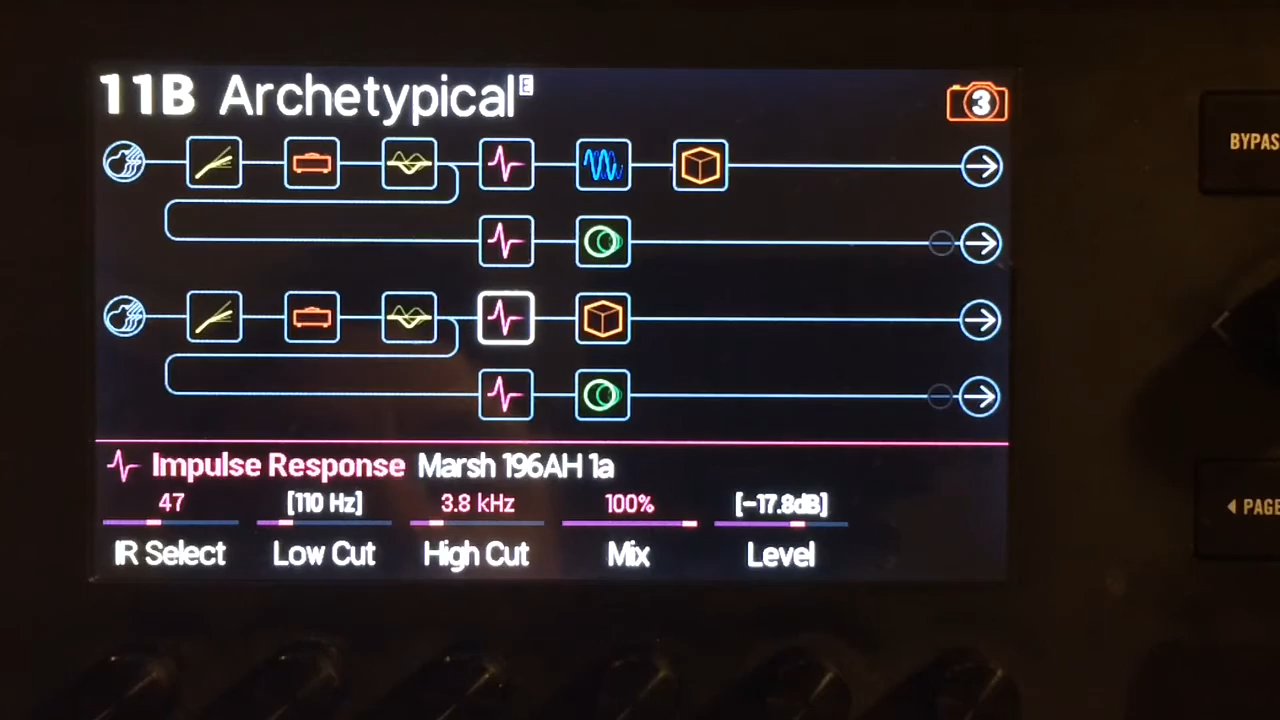 11B Archetypical E 3
BYPAS
Impulse Response Marsh 196AH 1a
47 [110 Hz] 3.8 kHz 100% [-17.8dB]
PAGE
IR Select Low Cut High Cut Mix Level